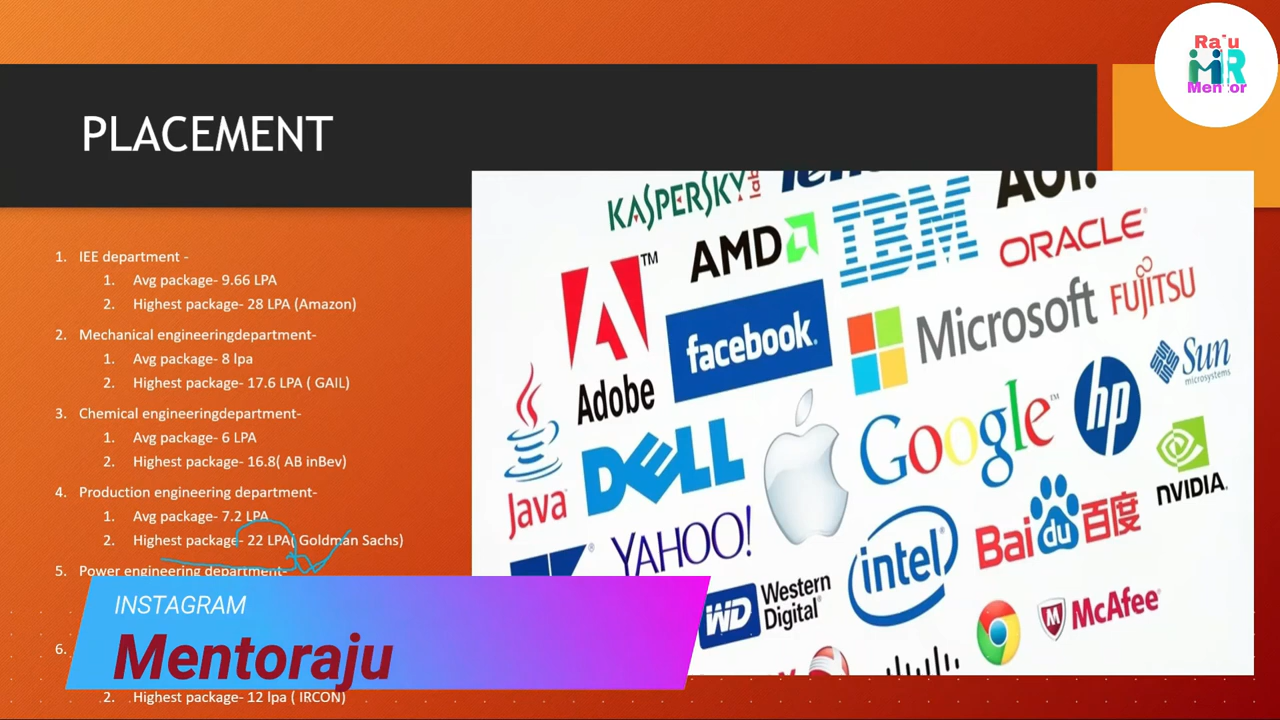 Raju
MR
Mentor
PLACEMENT
1. IEE department -
1. Avg package- 9.66 LPA
2. Highest package- 28 LPA (Amazon)
2. Mechanical engineeringdepartment-
1. Avg package- 8 lpa
2. Highest package- 17.6 LPA ( GAIL)
3. Chemical engineeringdepartment-
1. Avg package- 6 LPA
2. Highest package- 16.8( AB inBev)
4. Production engineering department-
1. Avg package- 7.2 LPA
2. Highest package- 22 LPA( Goldman Sachs)
5. Power engineering department-
6.
2. Highest package- 12 lpa ( IRCON)
INSTAGRAM
Mentoraju
KASPERSKY lab
AMD
IBM
ORACLE
Adobe™
facebook.
Microsoft
FUJITSU
Sun
microsystems
Java™
DELL
Google™
hp
NVIDIA.
YAHOO!
intel
Bai du 百度
WD Western
Digital®
McAfee®